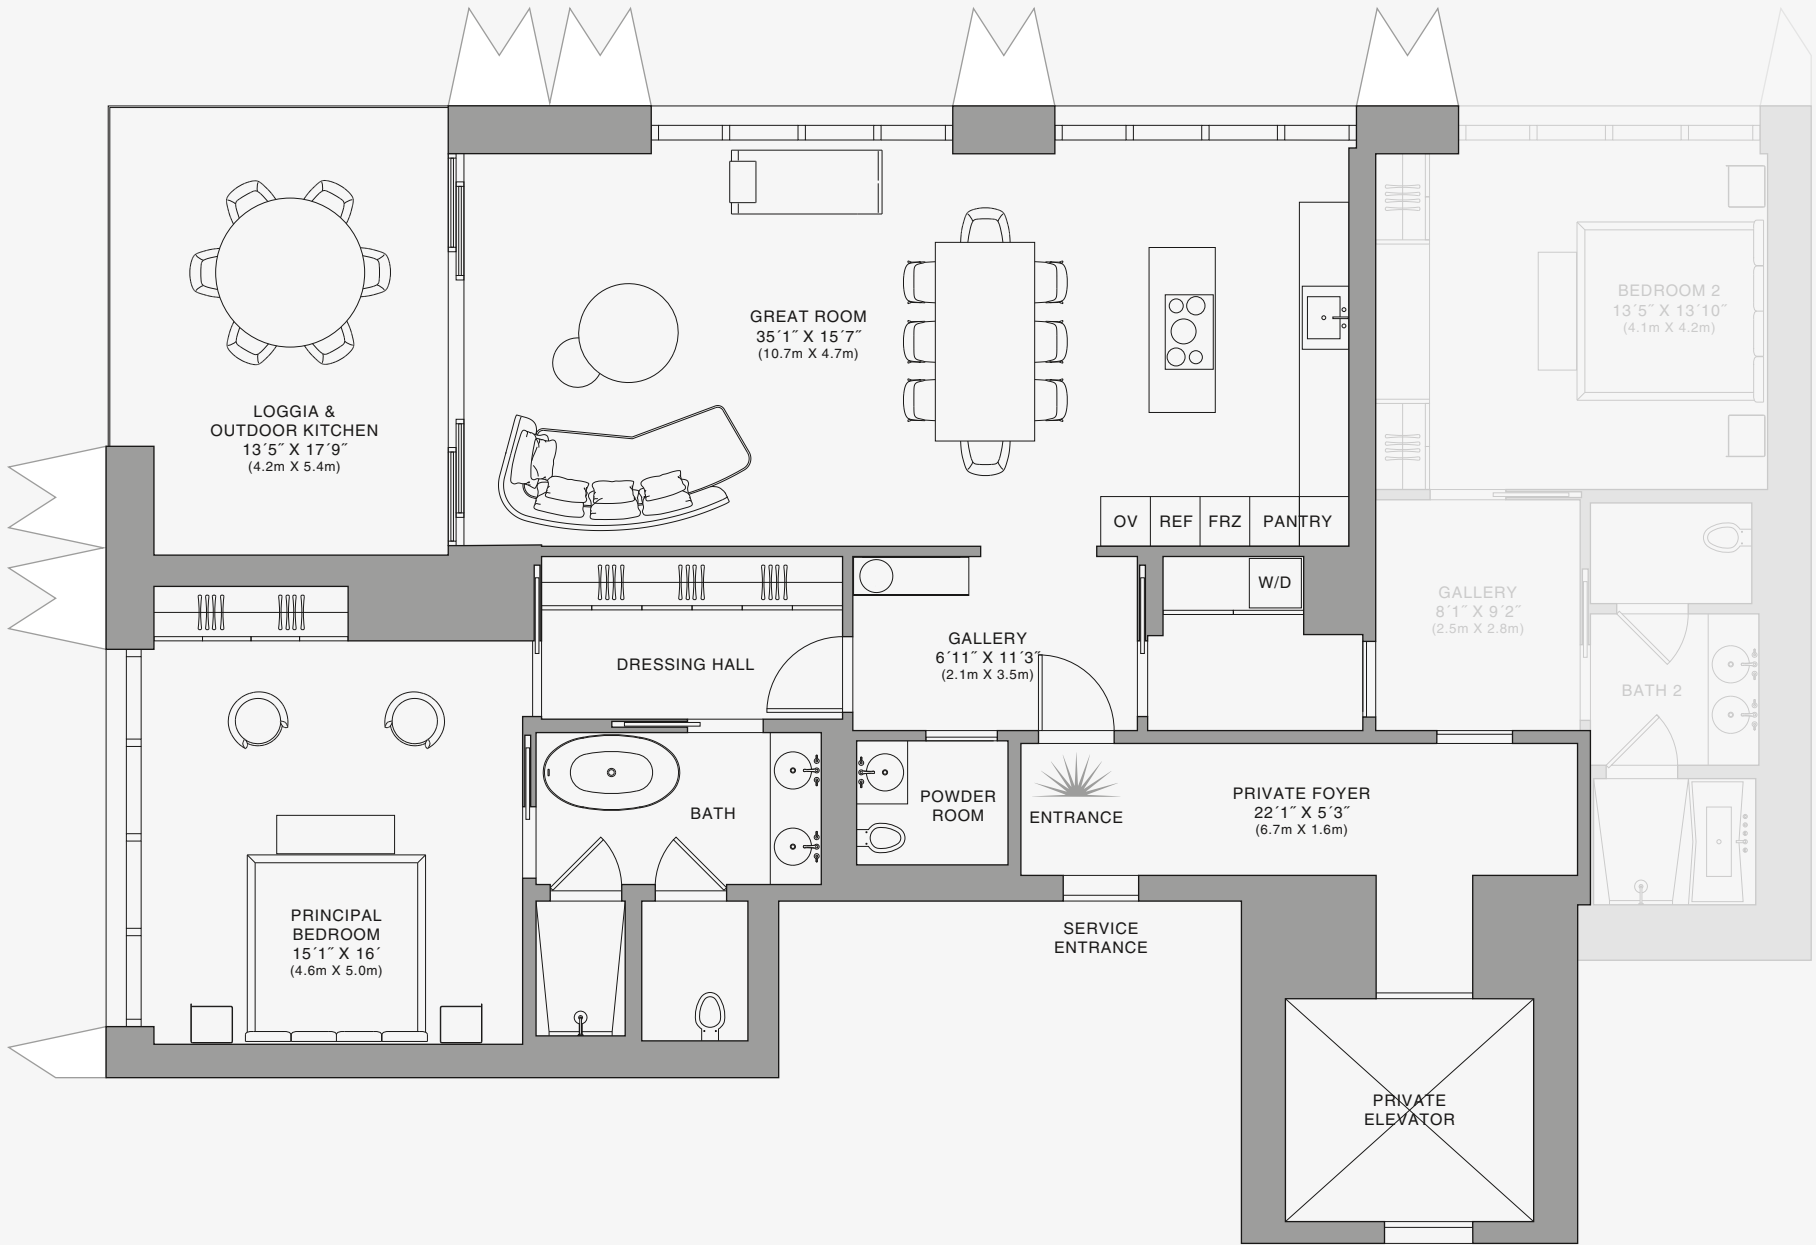 GREAT ROOM
35´1˝ X 15´7˝
(10.7m X 4.7m)
BEDROOM 2
13´5˝ X 13´10˝
(4.1m X 4.2m)
LOGGIA &
OUTDOOR KITCHEN
13´5˝ X 17´9˝
(4.2m X 5.4m)
OV REF FRZ PANTRY
W/D
GALLERY
8´1˝ X 9´2˝
(2.5m X 2.8m)
DRESSING HALL
GALLERY
6´11˝ X 11´3˝
(2.1m X 3.5m)
BATH 2
BATH
POWDER
ROOM
ENTRANCE
PRIVATE FOYER
22´1˝ X 5´3˝
(6.7m X 1.6m)
PRINCIPAL
BEDROOM
15´1˝ X 16´
(4.6m X 5.0m)
SERVICE
ENTRANCE
PRIVATE
ELEVATOR